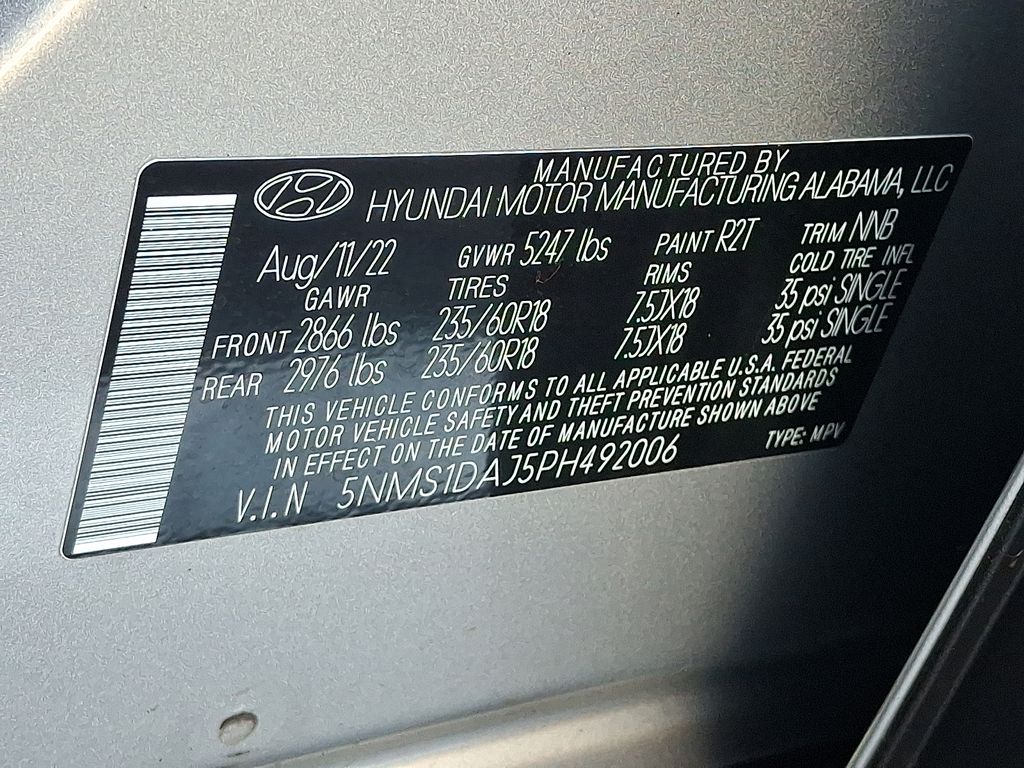 MANUFACTURED BY
HYUNDAI MOTOR MANUFACTURING ALABAMA, LLC
Aug/11/22 GVWR 5247 lbs PAINT R2T TRIM NNB
GAWR TIRES RIMS COLD TIRE INFL
FRONT 2866 lbs 235/60R18 7.5JX18 35 psi SINGLE
REAR 2976 lbs 235/60R18 7.5JX18 35 psi SINGLE
THIS VEHICLE CONFORMS TO ALL APPLICABLE U.S.A. FEDERAL
MOTOR VEHICLE SAFETY AND THEFT PREVENTION STANDARDS
IN EFFECT ON THE DATE OF MANUFACTURE SHOWN ABOVE
V.I.N 5NMS1DAJ5PH492006 TYPE: MPV